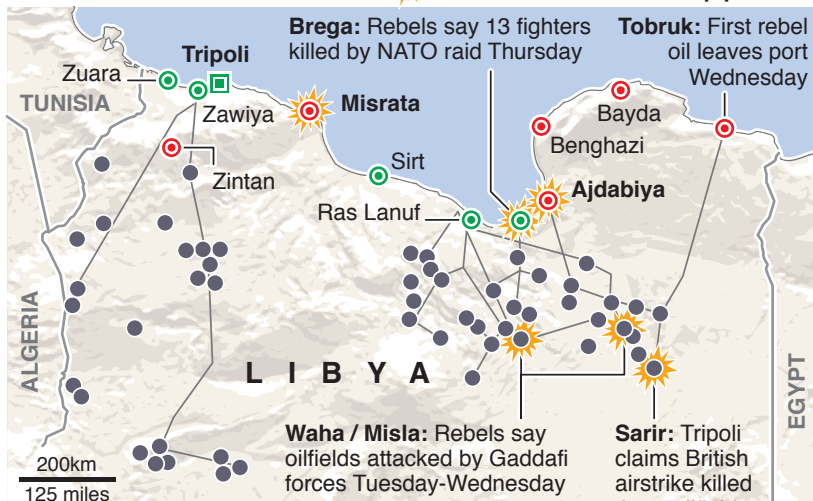 Brega: Rebels say 13 fighters
killed by NATO raid Thursday
Tobruk: First rebel
oil leaves port
Wednesday
Tripoli
Zuara
TUNISIA
Zawiya
Misrata
Bayda
Benghazi
Zintan
Sirt
Ajdabiya
Ras Lanuf
ALGERIA
LIBYA
EGYPT
Waha / Misla: Rebels say
oilfields attacked by Gaddafi
forces Tuesday-Wednesday
Sarir: Tripoli
claims British
airstrike killed
200km
125 miles